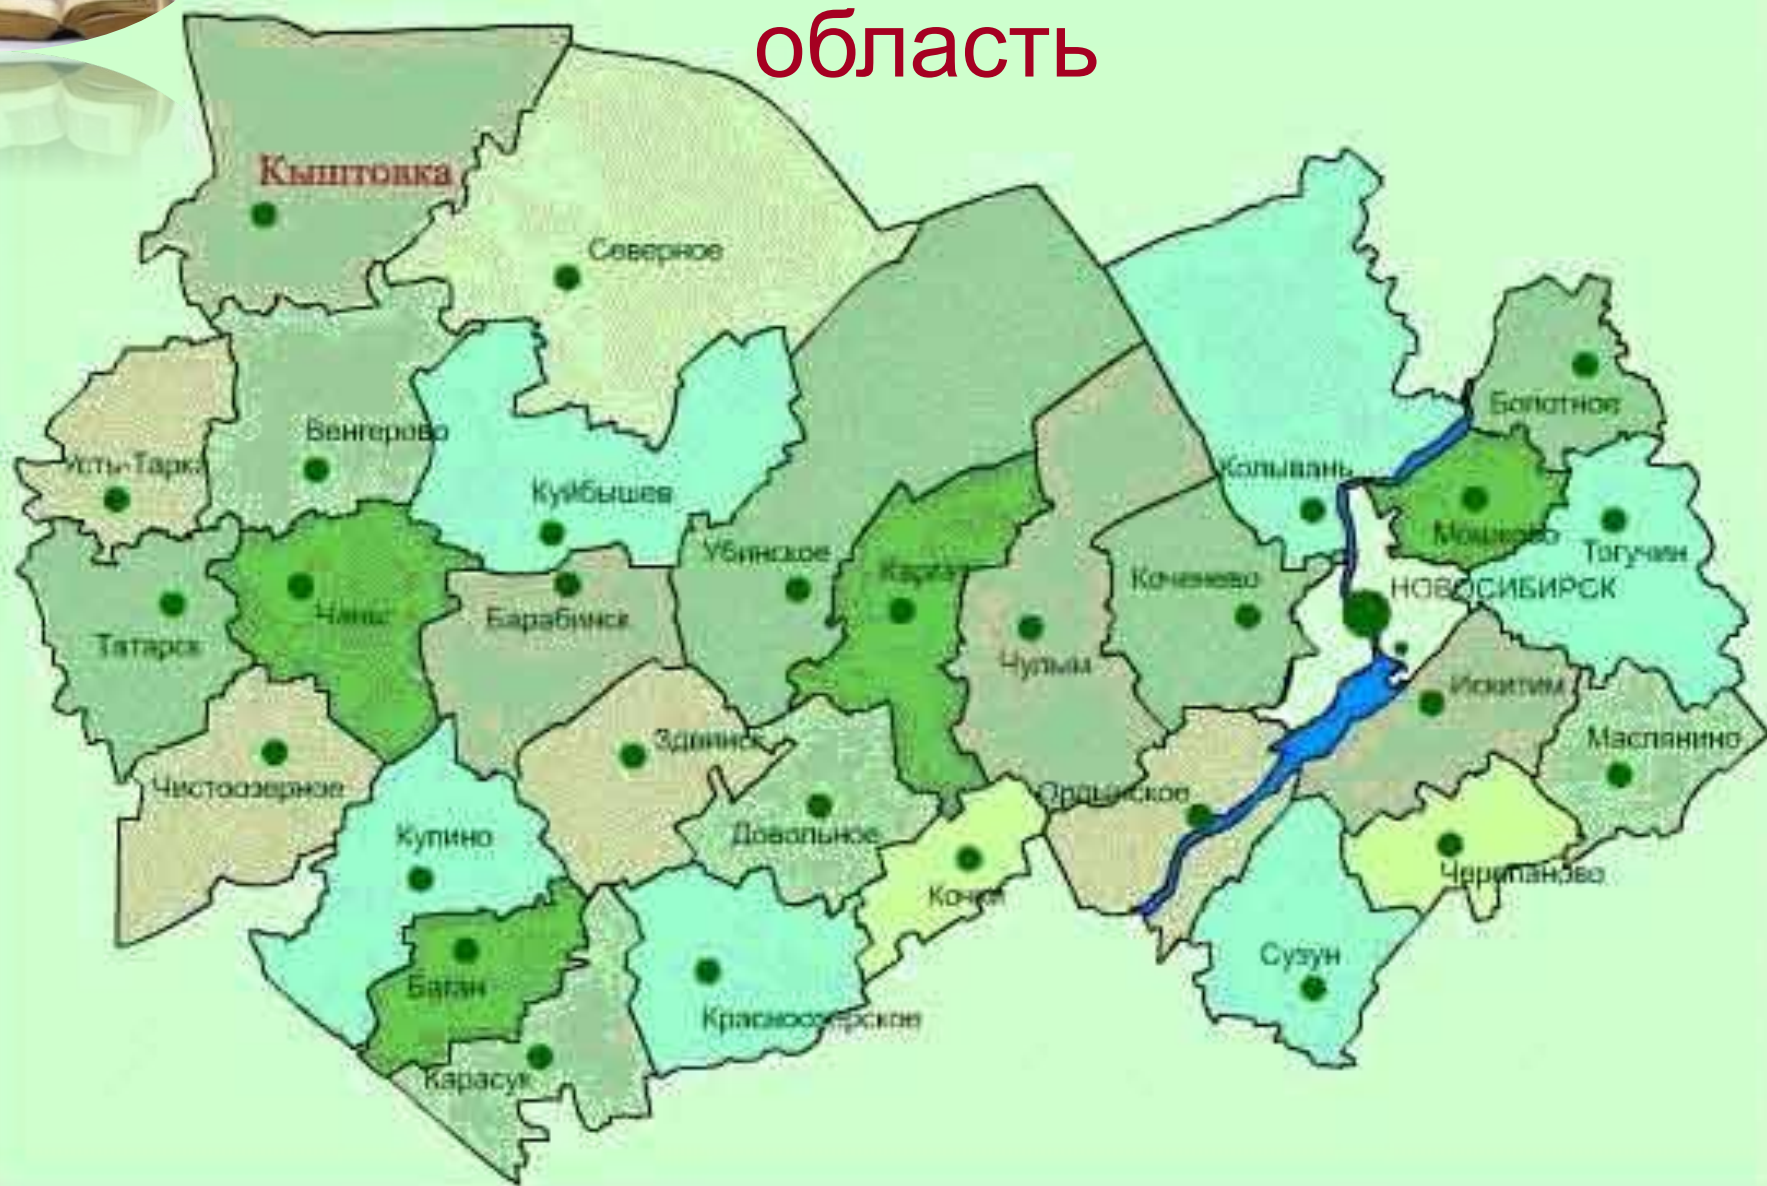 область
Кыштовка
Северное
Болотное
Венгерово
Усть-Тарка
Колывань
Куйбышев
Мошково
Убинское
Тогучин
Каргат
Коченево
НОВОСИБИРСК
Чаны
Барабинск
Татарск
Чулым
Искитим
Здвинск
Маслянино
Чистоозерное
Ордынское
Купино
Довольное
Черепаново
Кочки
Сузун
Баган
Краснозерское
Карасук